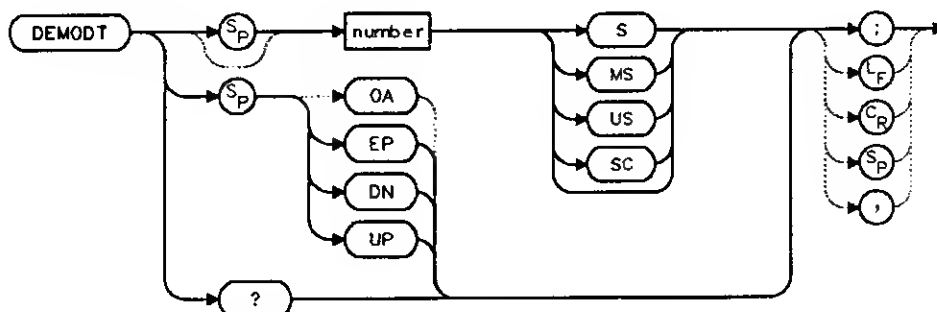 DEMODT
SP
number
S
;
MS
LF
SP
OA
US
CR
EP
SC
SP
DN
,
UP
?